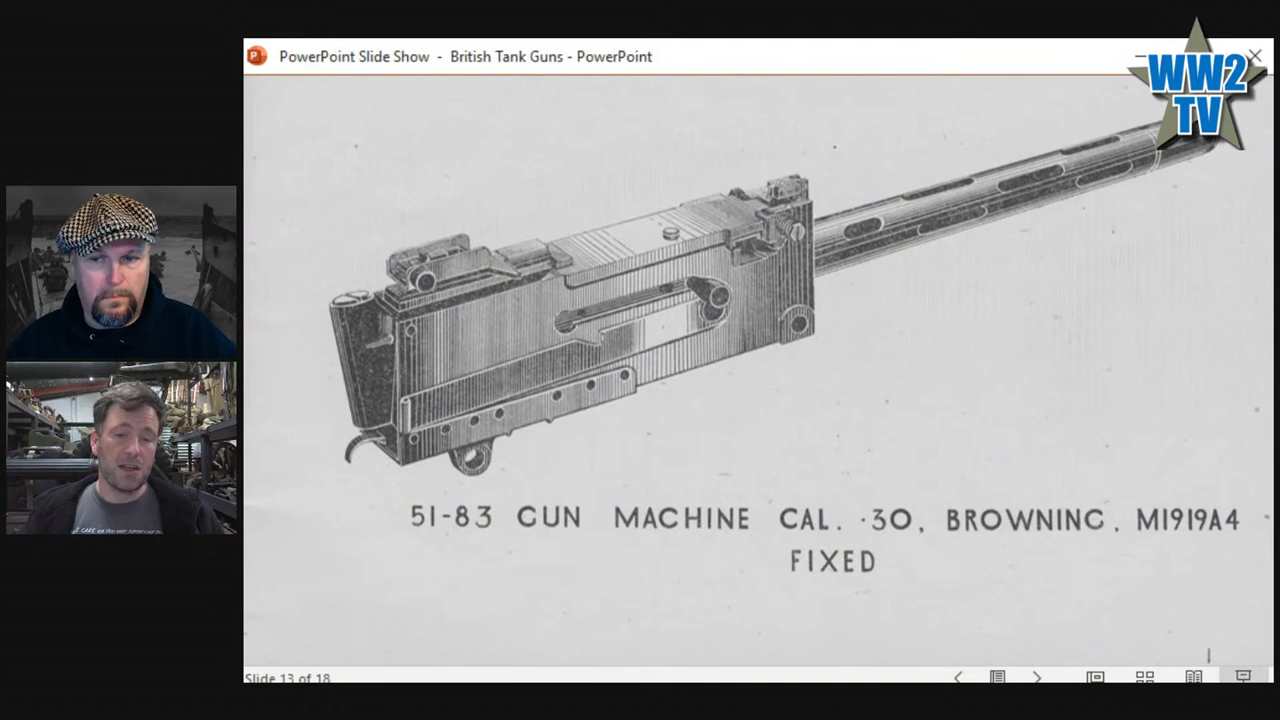 PowerPoint Slide Show - British Tank Guns - PowerPoint
WW2
TV
51-83 GUN MACHINE CAL. ·30, BROWNING, M1919A4
FIXED
Slide 13 of 18